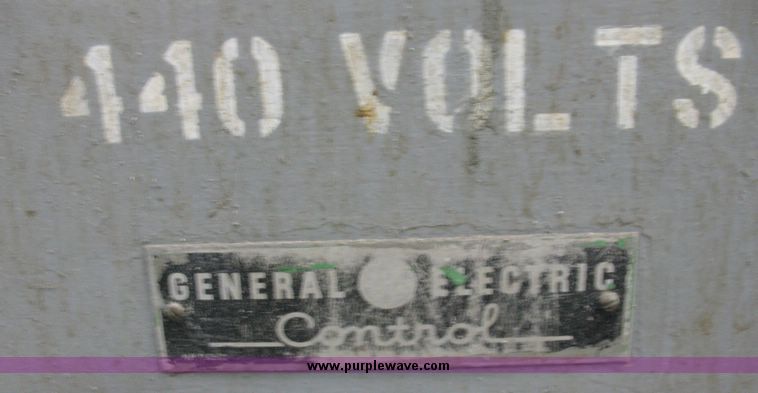 440 VOLTS
GENERAL ELECTRIC
Control
www.purplewave.com